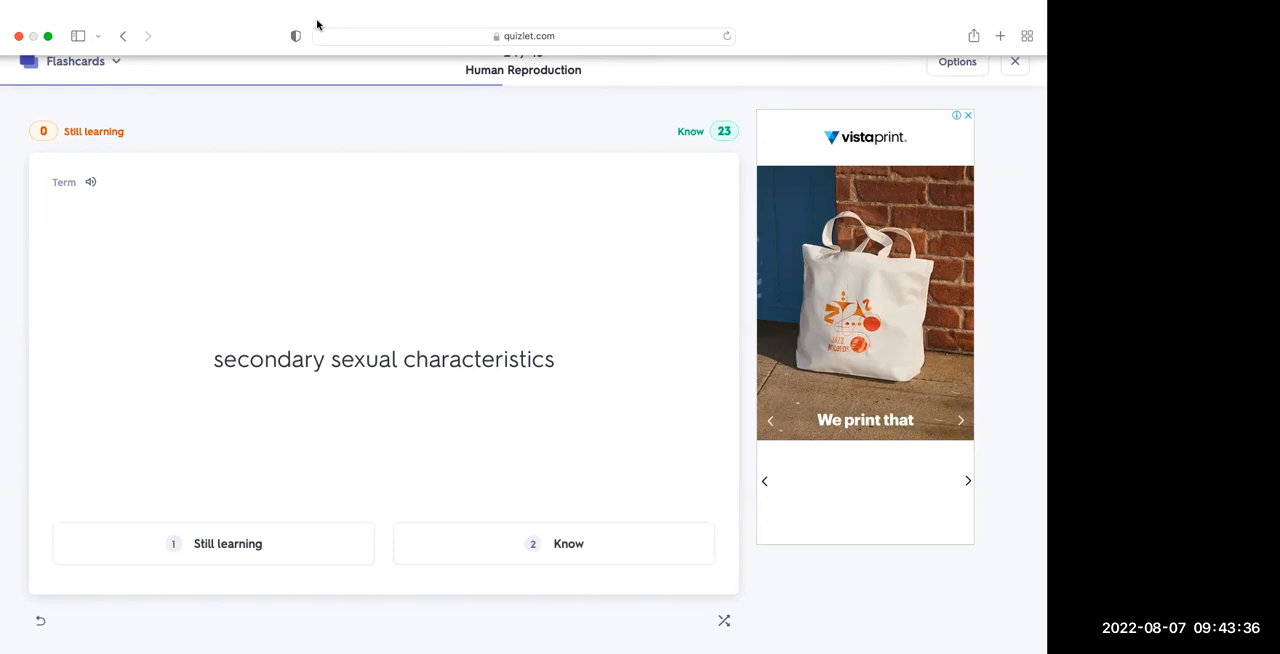 quizlet.com
Flashcards
Human Reproduction
Options
0 Still learning
Know 23
Term
secondary sexual characteristics
1 Still learning
2 Know
vistaprint.
JAZZ
We print that
2022-08-07 09:43:36